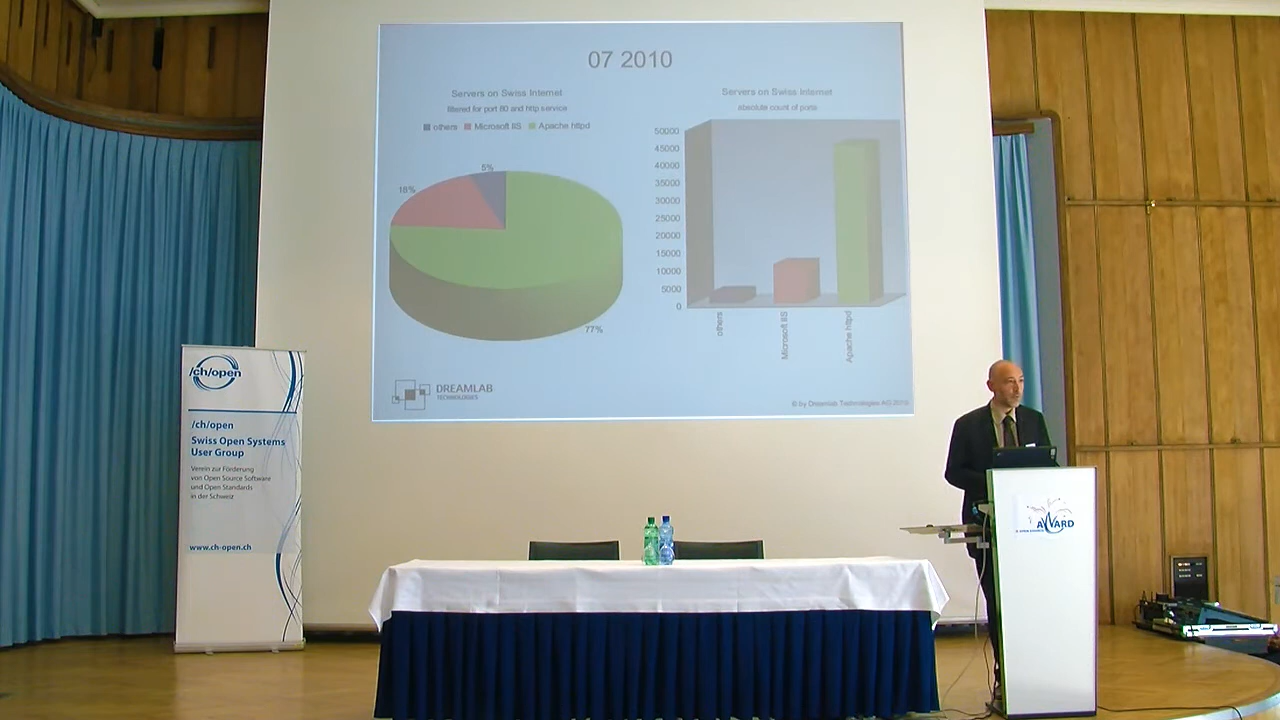 07 2010
Servers on Swiss Internet
filtered for port 80 and http service
others Microsoft IIS Apache httpd
5%
18%
77%
Servers on Swiss Internet
absolute count of ports
50000
45000
40000
35000
30000
25000
20000
15000
10000
5000
0
others
Microsoft IIS
Apache httpd
DREAMLAB
TECHNOLOGIES
© by Dreamlab Technologies AG 2010
/ch/open
/ch/open
Swiss Open Systems
User Group
Verein zur Förderung
von Open Source Software
und Open Standards
in der Schweiz
www.ch-open.ch
AWARD